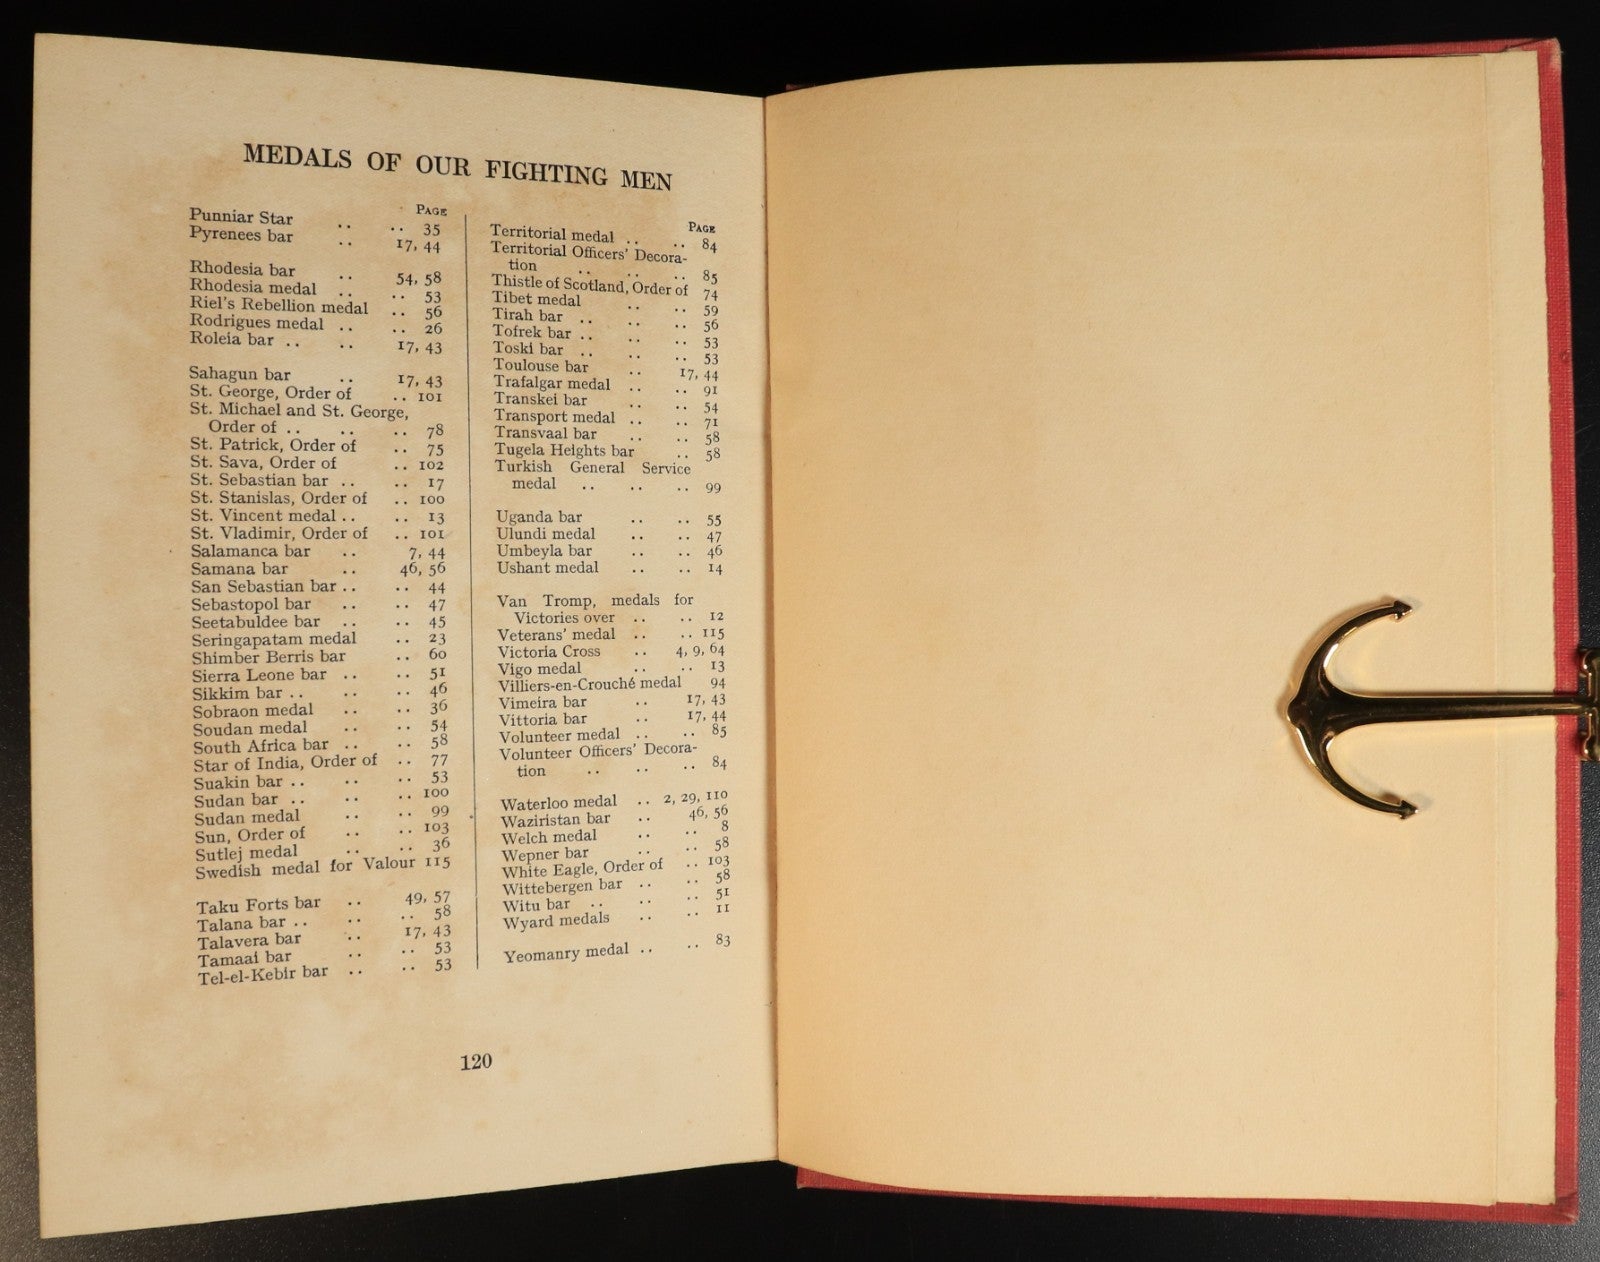 MEDALS OF OUR FIGHTING MEN
PAGE
Punniar Star .. .. 35
Pyrenees bar .. 17, 44
Rhodesia bar .. 54, 58
Rhodesia medal .. .. 53
Riel's Rebellion medal .. 56
Rodrigues medal .. .. 26
Roleia bar .. .. 17, 43
Sahagun bar .. 17, 43
St. George, Order of .. 101
St. Michael and St. George,
Order of .. .. .. 78
St. Patrick, Order of .. 75
St. Sava, Order of .. 102
St. Sebastian bar .. .. 17
St. Stanislas, Order of .. 100
St. Vincent medal .. .. 13
St. Vladimir, Order of .. 101
Salamanca bar .. 7, 44
Samana bar .. 46, 56
San Sebastian bar .. .. 44
Sebastopol bar .. .. 47
Seetabuldee bar .. .. 45
Seringapatam medal .. 23
Shimber Berris bar .. 60
Sierra Leone bar .. .. 51
Sikkim bar .. .. .. 46
Sobraon medal .. .. 36
Soudan medal .. .. 54
South Africa bar .. .. 58
Star of India, Order of .. 77
Suakin bar .. .. .. 53
Sudan bar .. .. .. 100
Sudan medal .. .. 99
Sun, Order of .. .. 103
Sutlej medal .. .. 36
Swedish medal for Valour 115
Taku Forts bar .. 49, 57
Talana bar .. .. .. 58
Talavera bar .. 17, 43
Tamaai bar .. .. 53
Tel-el-Kebir bar .. .. 53
PAGE
Territorial medal .. .. 84
Territorial Officers' Decora-
tion .. .. .. 85
Thistle of Scotland, Order of 74
Tibet medal .. .. 59
Tirah bar .. .. .. 56
Tofrek bar .. .. .. 53
Toski bar .. .. .. 53
Toulouse bar .. 17, 44
Trafalgar medal .. .. 91
Transkei bar .. .. 54
Transport medal .. .. 71
Transvaal bar .. .. 58
Tugela Heights bar .. 58
Turkish General Service
medal .. .. .. 99
Uganda bar .. .. 55
Ulundi medal .. .. 47
Umbeyla bar .. .. 46
Ushant medal .. .. 14
Van Tromp, medals for
Victories over .. .. 12
Veterans' medal .. .. 115
Victoria Cross .. 4, 9, 64
Vigo medal .. .. 13
Villiers-en-Crouché medal 94
Vimeira bar .. 17, 43
Vittoria bar .. 17, 44
Volunteer medal .. .. 85
Volunteer Officers' Decora-
tion .. .. .. 84
Waterloo medal .. 2, 29, 110
Waziristan bar .. 46, 56
Welch medal .. .. 8
Wepner bar .. .. 58
White Eagle, Order of .. 103
Wittebergen bar .. .. 58
Witu bar .. .. .. 51
Wyard medals .. .. 11
Yeomanry medal .. .. 83
120